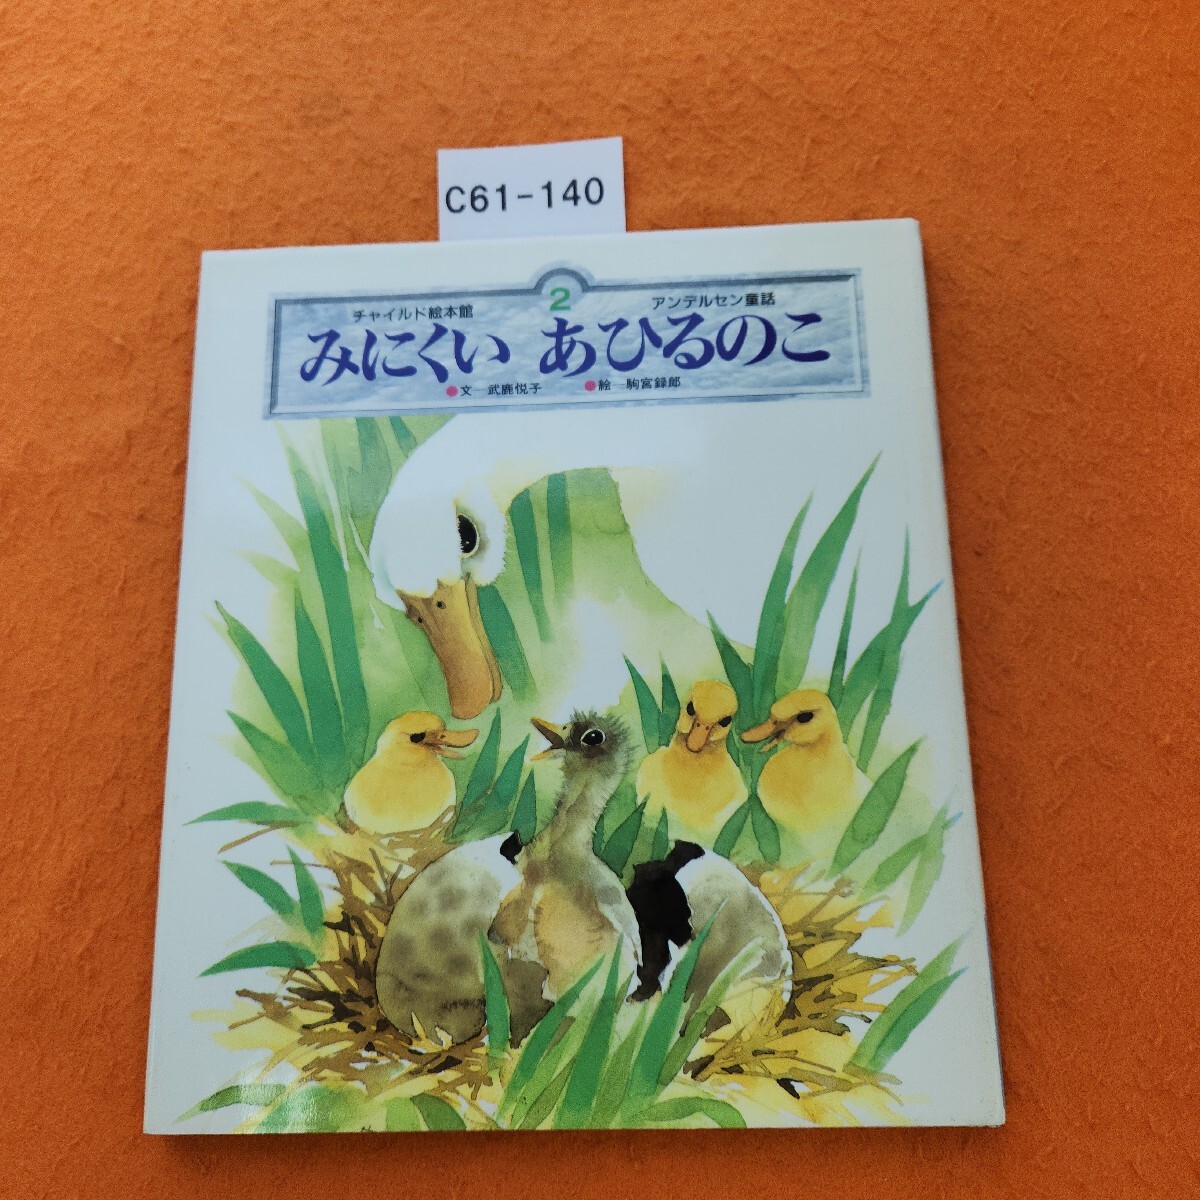 C61-140
2
チャイルド絵本館 アンデルセン童話
みにくい あひるのこ
●文 武鹿悦子 ●絵 駒宮録郎